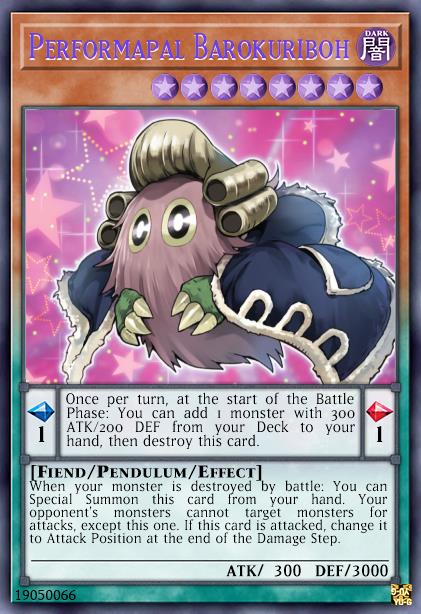 PERFORMAPAL BAROKURIBOH
DARK
闇
Once per turn, at the start of the Battle
Phase: You can add 1 monster with 300
ATK/200 DEF from your Deck to your
hand, then destroy this card.
1
1
[FIEND/PENDULUM/EFFECT]
When your monster is destroyed by battle: You can
Special Summon this card from your hand. Your
opponent's monsters cannot target monsters for
attacks, except this one. If this card is attacked, change it
to Attack Position at the end of the Damage Step.
ATK/ 300 DEF/3000
19050066